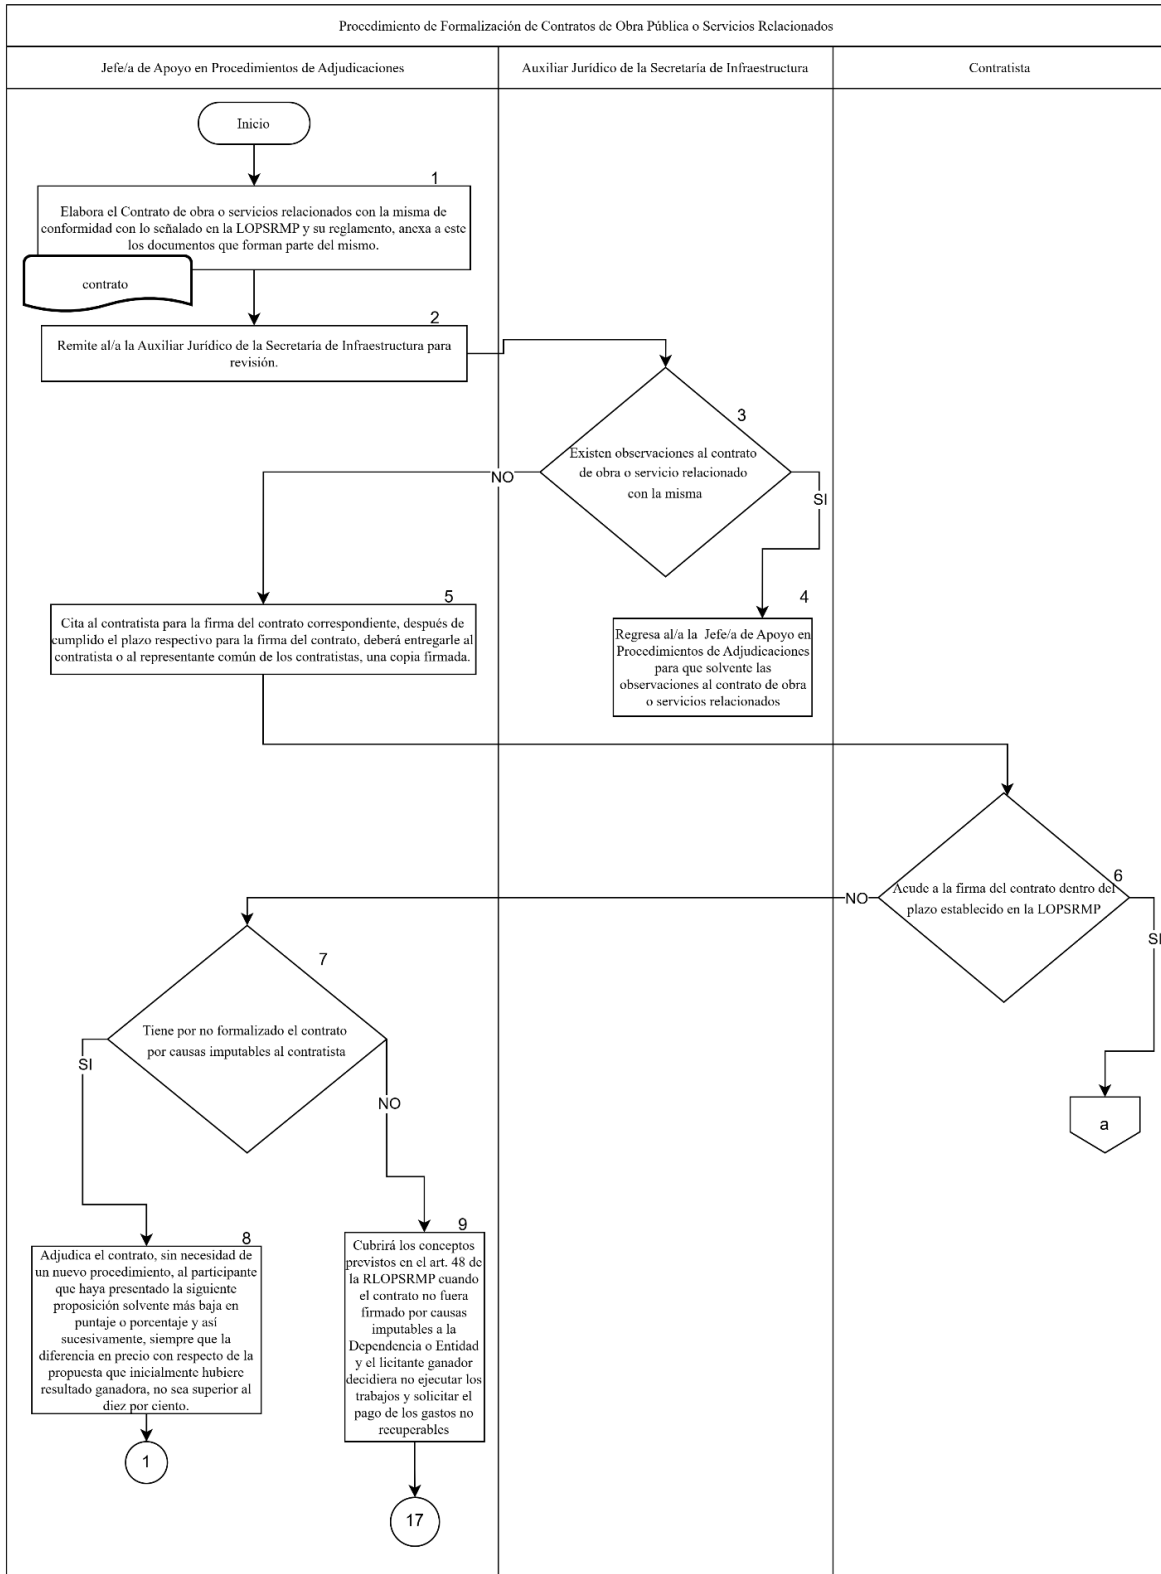 Procedimiento de Formalización de Contratos de Obra Pública o Servicios Relacionados
Jefe/a de Apoyo en Procedimientos de Adjudicaciones
Auxiliar Jurídico de la Secretaría de Infraestructura
Contratista
Inicio
1
Elabora el Contrato de obra o servicios relacionados con la misma de
conformidad con lo señalado en la LOPSRMP y su reglamento, anexa a este
los documentos que forman parte del mismo.
contrato
2
Remite al/a la Auxiliar Jurídico de la Secretaría de Infraestructura para
revisión.
3
Existen observaciones al contrato
de obra o servicio relacionado
con la misma
NO
SI
4
Regresa al/a la Jefe/a de Apoyo en
Procedimientos de Adjudicaciones
para que solvente las
observaciones al contrato de obra
o servicios relacionados
5
Cita al contratista para la firma del contrato correspondiente, después de
cumplido el plazo respectivo para la firma del contrato, deberá entregarle al
contratista o al representante común de los contratistas, una copia firmada.
6
Acude a la firma del contrato dentro del
plazo establecido en la LOPSRMP
NO
SI
a
7
Tiene por no formalizado el contrato
por causas imputables al contratista
SI
NO
8
Adjudica el contrato, sin necesidad de
un nuevo procedimiento, al participante
que haya presentado la siguiente
proposición solvente más baja en
puntaje o porcentaje y así
sucesivamente, siempre que la
diferencia en precio con respecto de la
propuesta que inicialmente hubiere
resultado ganadora, no sea superior al
diez por ciento.
1
9
Cubrirá los conceptos
previstos en el art. 48 de
la RLOPSRMP cuando
el contrato no fuera
firmado por causas
imputables a la
Dependencia o Entidad
y el licitante ganador
decidiera no ejecutar los
trabajos y solicitar el
pago de los gastos no
recuperables
17